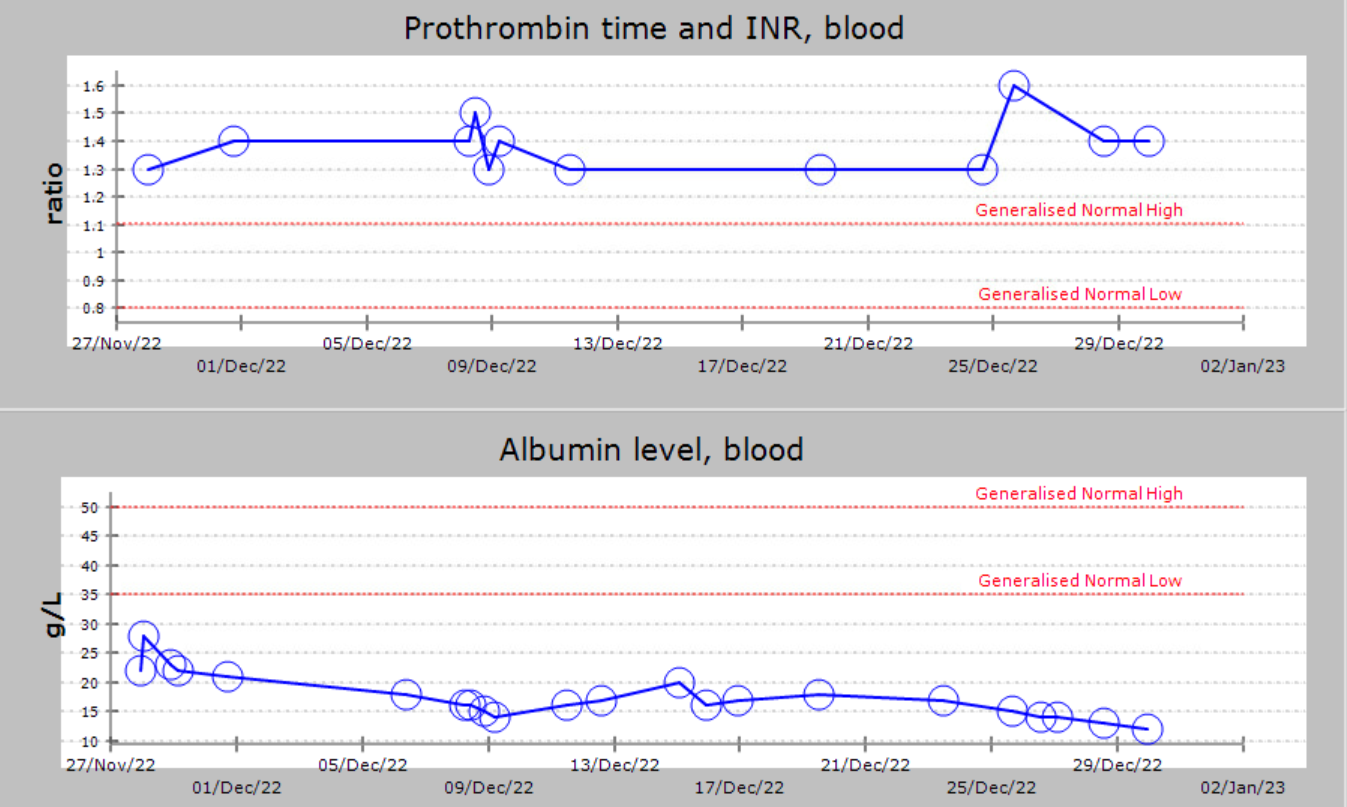 Prothrombin time and INR, blood
ratio
1.6
1.5
1.4
1.3
1.2
Generalised Normal High
1.1
1
0.9
Generalised Normal Low
0.8
27/Nov/22 05/Dec/22 13/Dec/22 21/Dec/22 29/Dec/22
01/Dec/22 09/Dec/22 17/Dec/22 25/Dec/22 02/Jan/23
Albumin level, blood
g/L
Generalised Normal High
50
45
40
Generalised Normal Low
35
30
25
20
15
10
27/Nov/22 05/Dec/22 13/Dec/22 21/Dec/22 29/Dec/22
01/Dec/22 09/Dec/22 17/Dec/22 25/Dec/22 02/Jan/23